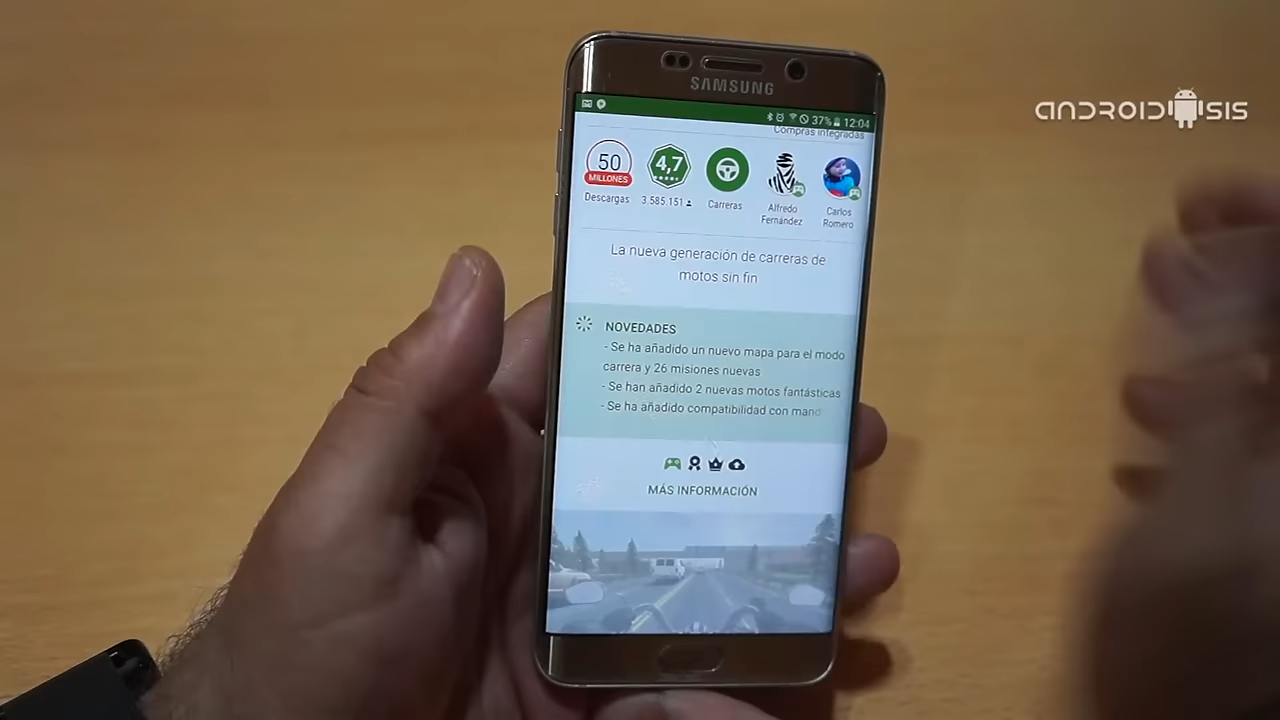 ANDROIDSIS
SAMSUNG
37% 12:04
Compras integradas
50
MILLONES
Descargas
4,7
3.585.151
Carreras
Alfredo
Fernández
Carlos
Romero
La nueva generación de carreras de
motos sin fin
NOVEDADES
- Se ha añadido un nuevo mapa para el modo
carrera y 26 misiones nuevas
- Se han añadido 2 nuevas motos fantásticas
- Se ha añadido compatibilidad con mand
MÁS INFORMACIÓN